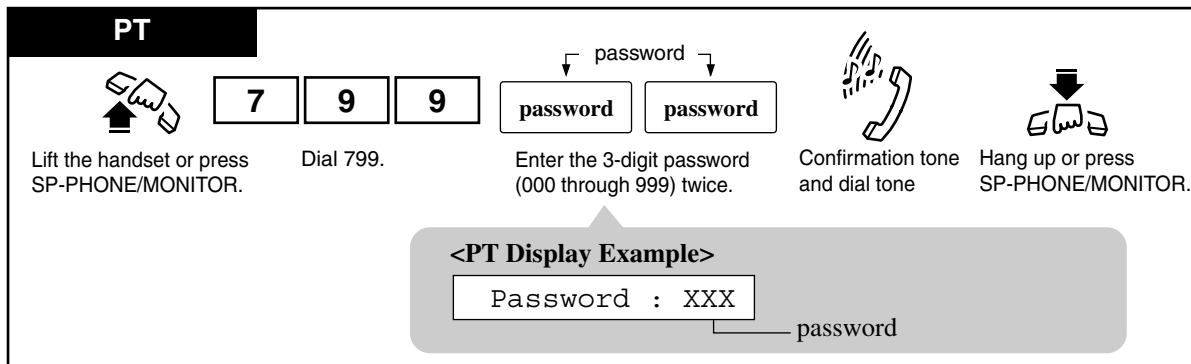 PT
password
7 9 9
password password
Lift the handset or press
SP-PHONE/MONITOR.
Dial 799.
Enter the 3-digit password
(000 through 999) twice.
Confirmation tone
and dial tone
Hang up or press
SP-PHONE/MONITOR.
<PT Display Example>
Password : XXX
password